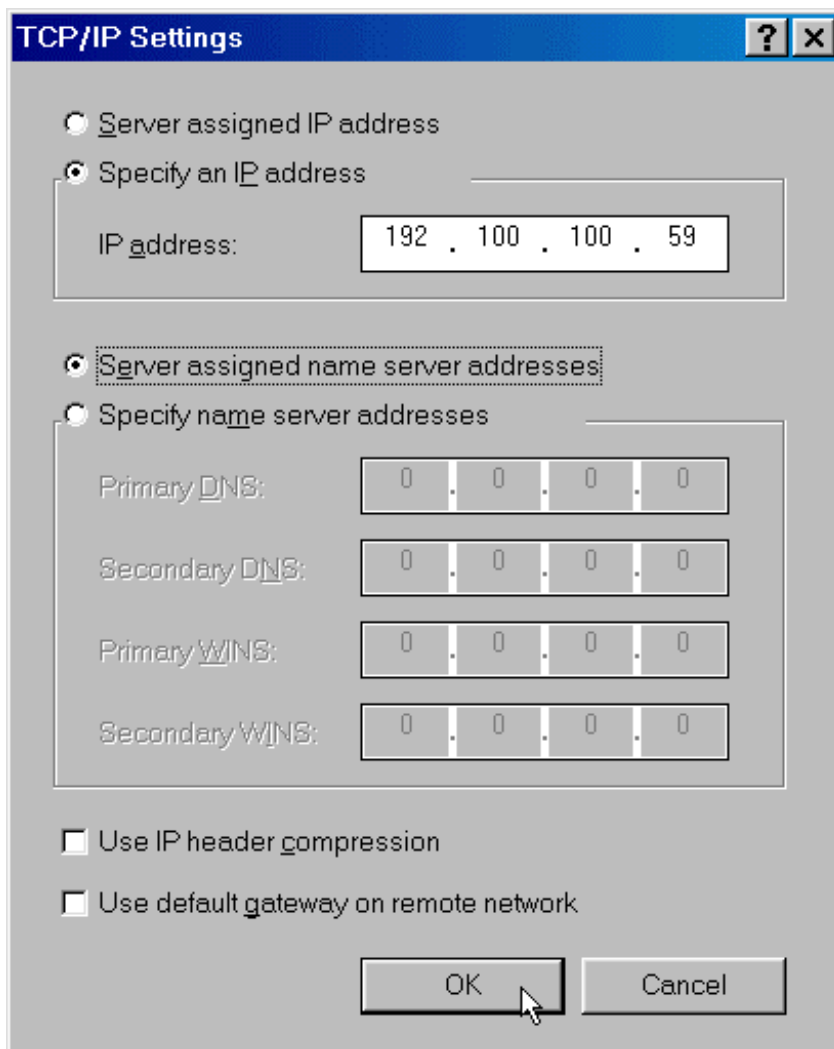 TCP/IP Settings
Server assigned IP address
Specify an IP address
IP address: 192 . 100 . 100 . 59
Server assigned name server addresses
Specify name server addresses
Primary DNS: 0 . 0 . 0 . 0
Secondary DNS: 0 . 0 . 0 . 0
Primary WINS: 0 . 0 . 0 . 0
Secondary WINS: 0 . 0 . 0 . 0
Use IP header compression
Use default gateway on remote network
OK Cancel